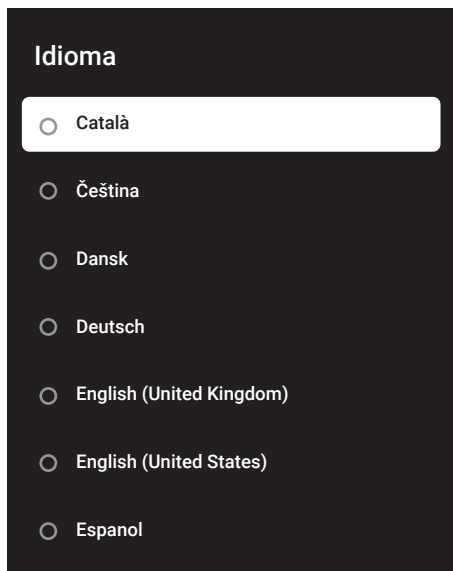 Idioma
Català
Čeština
Dansk
Deutsch
English (United Kingdom)
English (United States)
Espanol